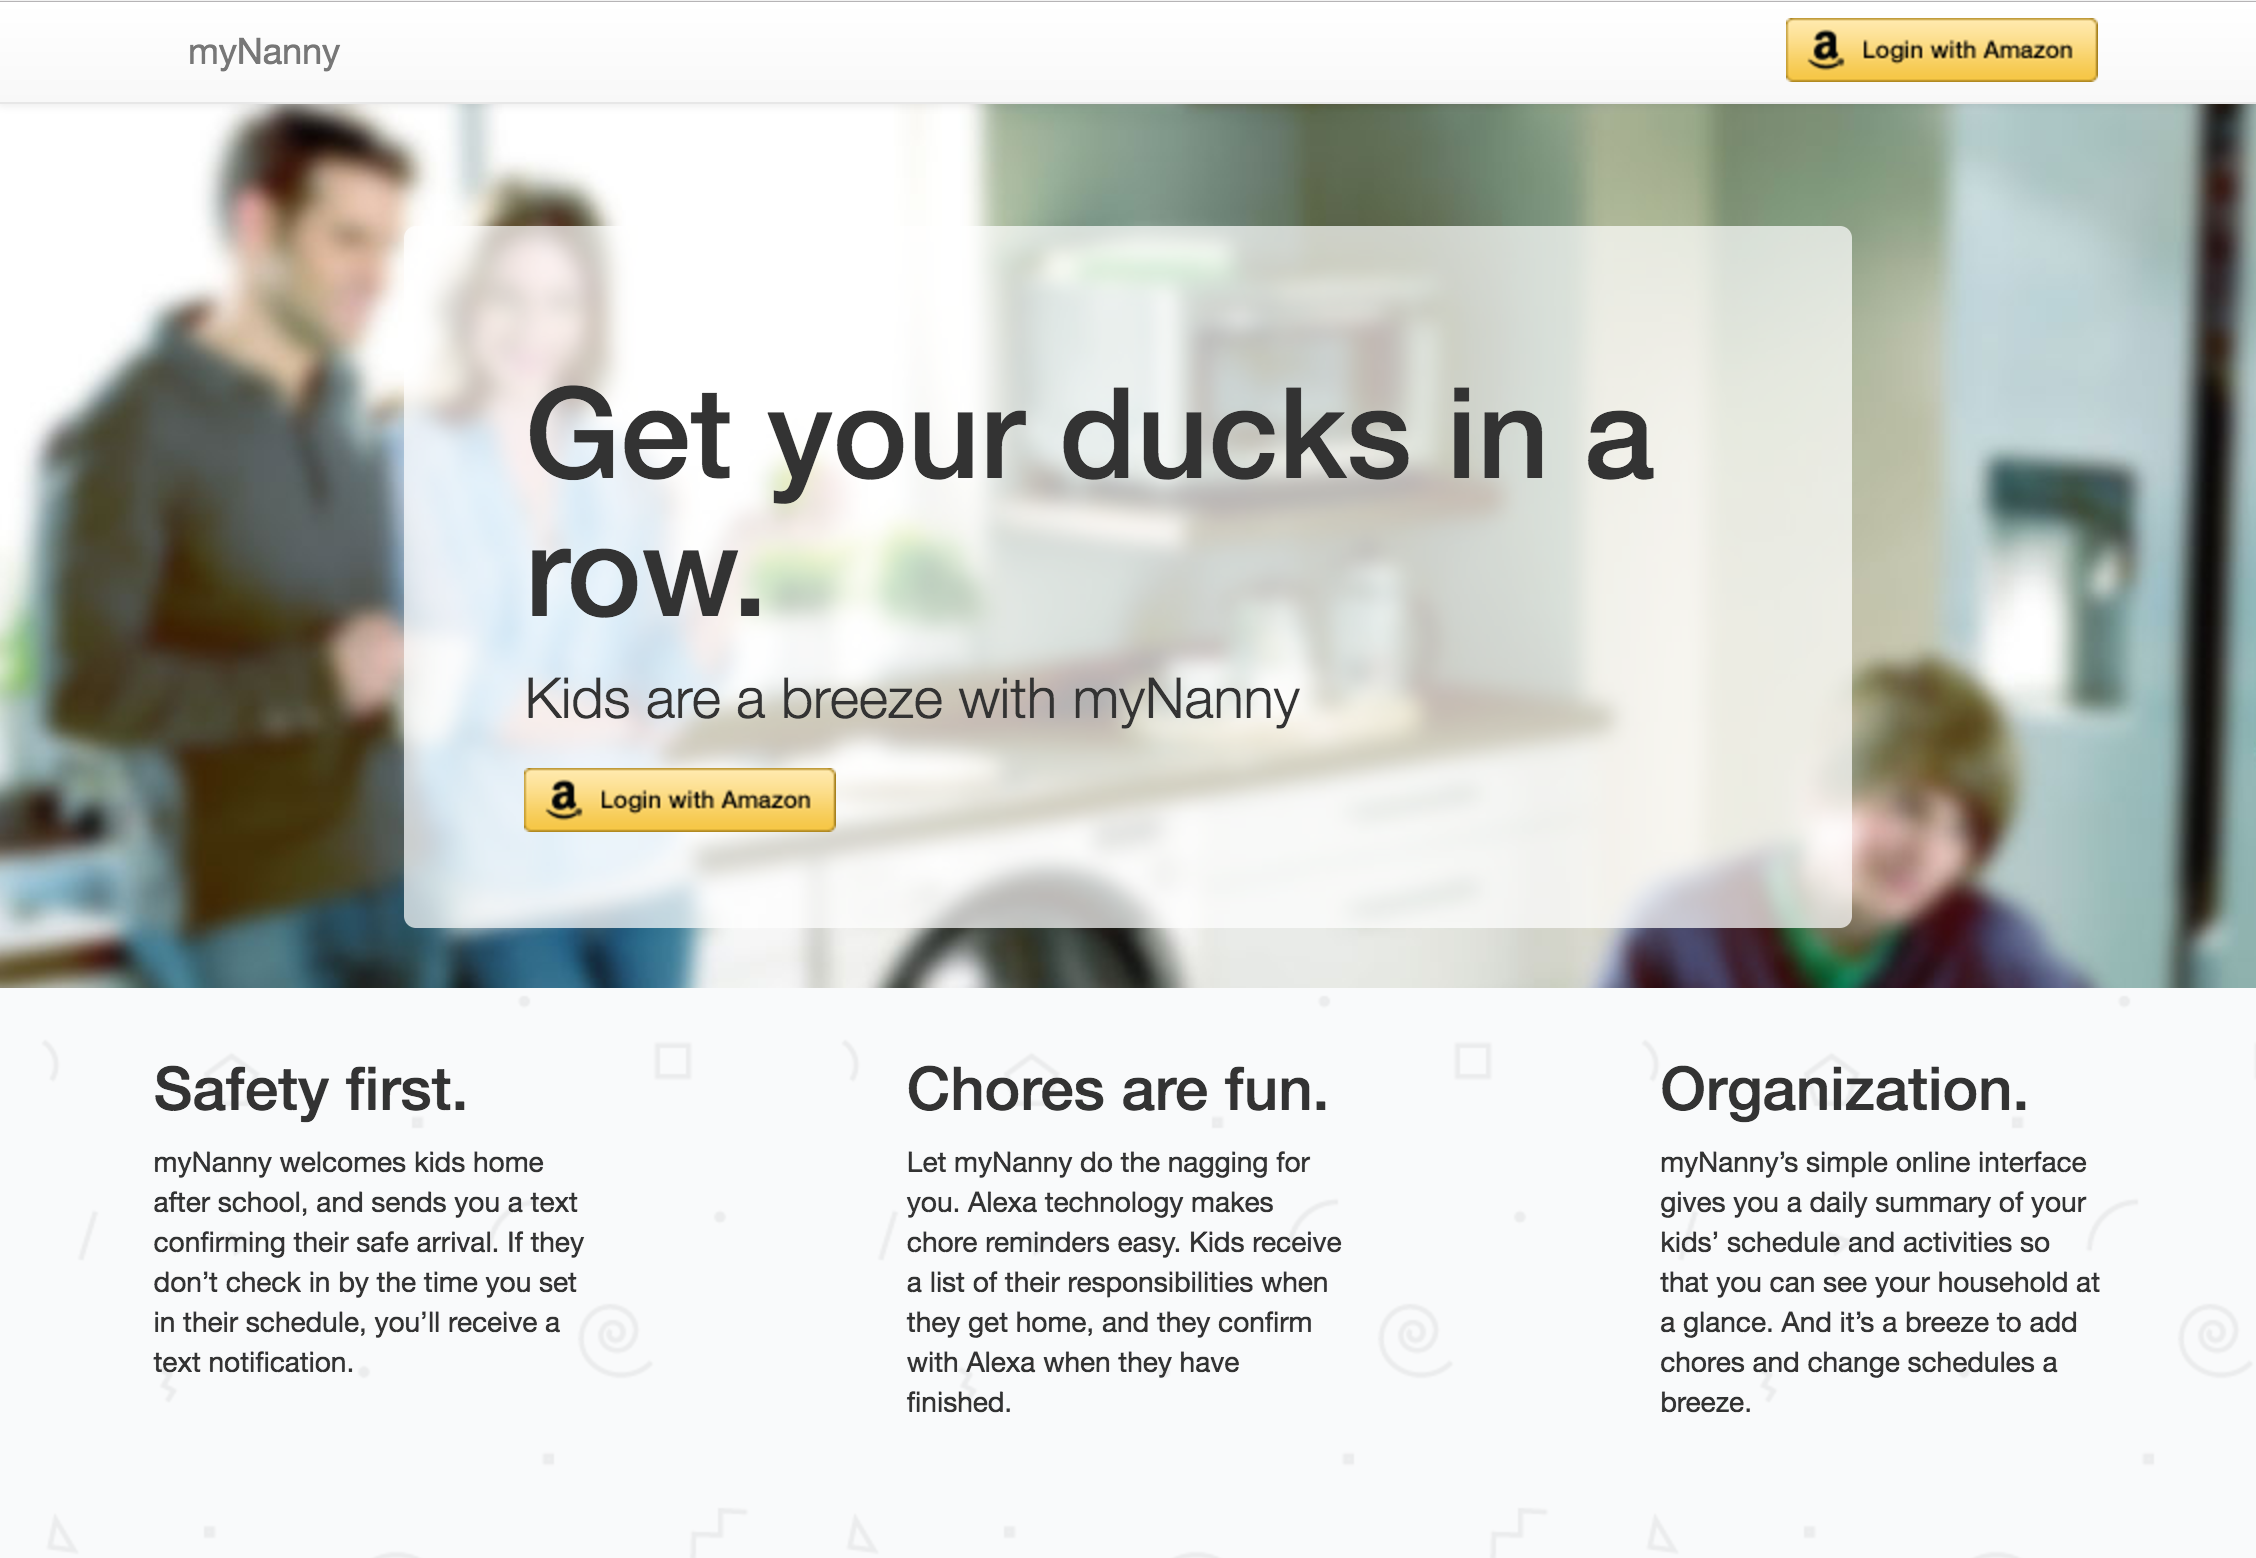 myNanny
Login with Amazon
Get your ducks in a
row.
Kids are a breeze with myNanny
Login with Amazon
Safety first.
myNanny welcomes kids home
after school, and sends you a text
confirming their safe arrival. If they
don’t check in by the time you set
in their schedule, you’ll receive a
text notification.
Chores are fun.
Let myNanny do the nagging for
you. Alexa technology makes
chore reminders easy. Kids receive
a list of their responsibilities when
they get home, and they confirm
with Alexa when they have
finished.
Organization.
myNanny’s simple online interface
gives you a daily summary of your
kids’ schedule and activities so
that you can see your household at
a glance. And it’s a breeze to add
chores and change schedules a
breeze.